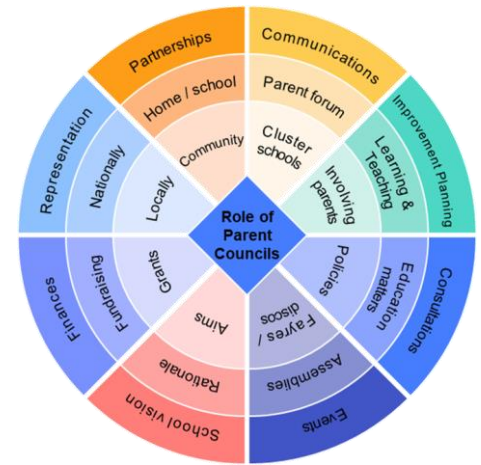 Partnerships
Home / school
Community
Communications
Parent forum
Cluster
schools
Improvement Planning
Learning &
Teaching
Involving
parents
Consultations
Education
matters
Policies
Events
Assemblies
Fayres /
discos
School vision
Rationale
Aims
Finances
Fundraising
Grants
Representation
Nationally
Locally
Role of
Parent
Councils